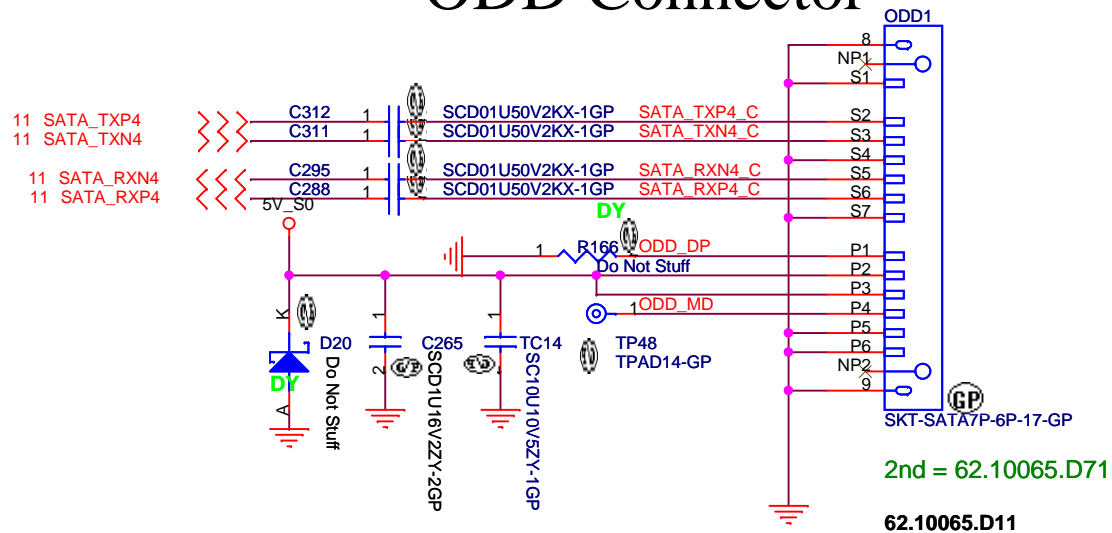 ODD Connector
ODD1
8
NP1
S1
11 SATA_TXP4
C312
1
SCD01U50V2KX-1GP
SATA_TXP4_C
S2
11 SATA_TXN4
C311
1
SCD01U50V2KX-1GP
SATA_TXN4_C
S3
S4
11 SATA_RXN4
C295
1
SCD01U50V2KX-1GP
SATA_RXN4_C
S5
11 SATA_RXP4
C288
1
SCD01U50V2KX-1GP
SATA_RXP4_C
S6
5V_S0
DY
S7
1
R166
ODD_DP
P1
Do Not Stuff
P2
P3
1
ODD_MD
P4
K
1
1
D20
C265
TC14
TP48
TPAD14-GP
P5
P6
NP2
9
DY
A
Do Not Stuff
2
SCD1U16V2ZY-2GP
SC10U10V5ZY-1GP
GP
GP
SKT-SATA7P-6P-17-GP
2nd = 62.10065.D71
62.10065.D11